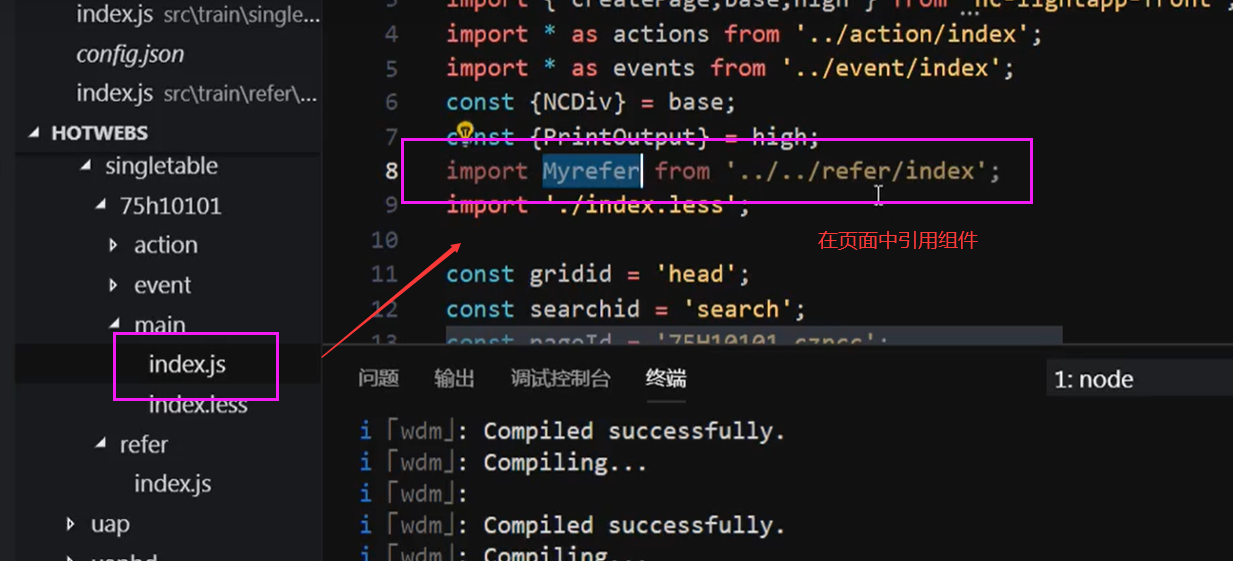 index.js src\train\single...
config.json
index.js src\train\refer\...
HOTWEBS
singletable
75h10101
action
event
main
index.js
index.less
refer
index.js
uap
3 import { createPage,base,high } from 'nc-lightapp-front';
4 import * as actions from '../action/index';
5 import * as events from '../event/index';
6 const {NCDiv} = base;
7 const {PrintOutput} = high;
8 import Myrefer from '../../refer/index';
9 import './index.less';
10
在页面中引用组件
11 const gridid = 'head';
12 const searchid = 'search';
13 const pageId =
问题 输出 调试控制台 终端 1: node
i ｢wdm｣: Compiled successfully.
i ｢wdm｣: Compiling...
i ｢wdm｣:
i ｢wdm｣: Compiled successfully.
i ｢wdm｣: Compiling...